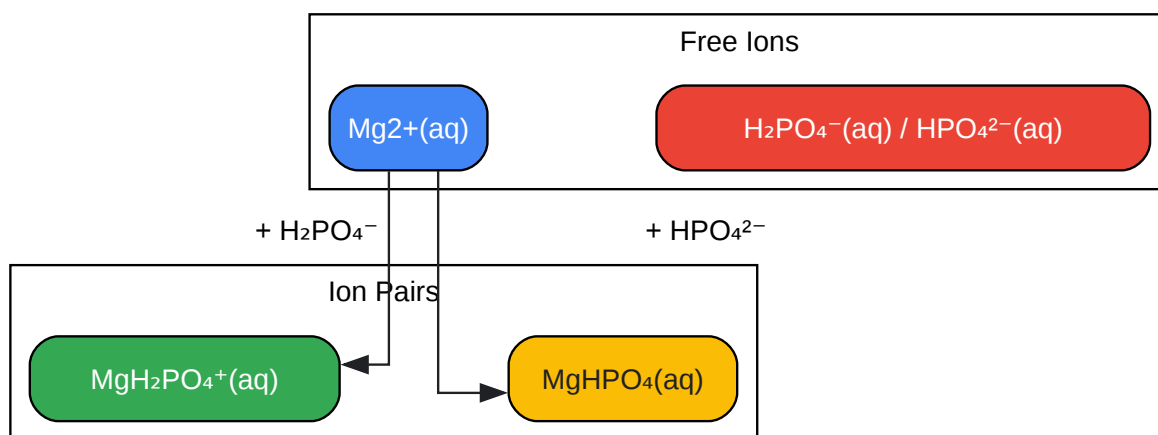 Free Ions
Mg2+(aq)
H₂PO₄⁻(aq) / HPO₄²⁻(aq)
+ H₂PO₄⁻
+ HPO₄²⁻
Ion Pairs
MgH₂PO₄⁺(aq)
MgHPO₄(aq)